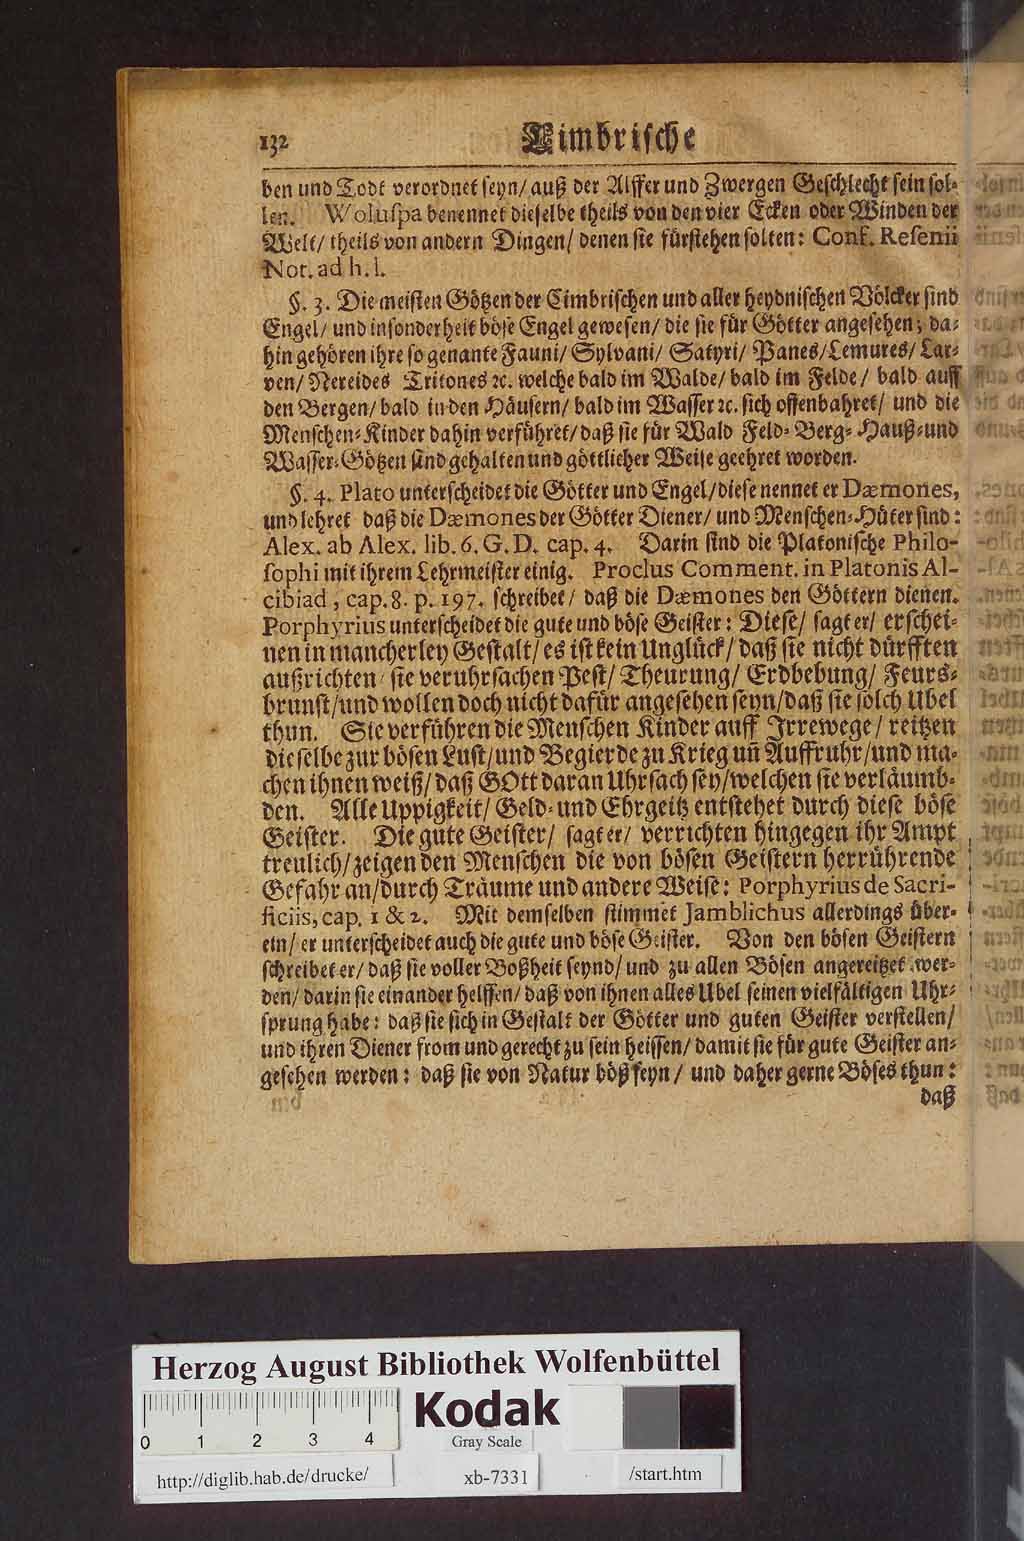 132 Cimbrische
ben und Todt verordnet seyn/ auß der Alffer und Zwergen Geschlecht sein sol-
len. Woluspa benennet dieselbe theils von den vier Ecken oder Winden der
Welt/ theils von andern Dingen/ denen sie fürstehen solten: Conf. Resenii
Not. ad h. l.
§. 3. Die meisten Götzen der Cimbrischen und aller heydnischen Völcker sind
Engel/ und insonderheit böse Engel gewesen/ die sie für Götter angesehen; da-
hin gehören ihre so genante Fauni/ Sylvani/ Satyri/ Panes/ Lemures/ Lar-
ven/ Nereides Tritones ꝛc. welche bald im Walde/ bald im Felde/ bald auff
den Bergen/ bald in den Häusern/ bald im Wasser ꝛc. sich offenbahret/ und die
Menschen-Kinder dahin verführet/ daß sie für Wald Feld- Berg- Hauß- und
Wasser-Götzen sind gehalten und göttlicher Weise geehret worden.
§. 4. Plato unterscheidet die Götter und Engel/ diese nennet er Dæmones,
und lehret daß die Dæmones der Götter Diener/ und Menschen-Hüter sind:
Alex. ab Alex. lib. 6. G. D. cap. 4. Darin sind die Platonische Philo-
sophi mit ihrem Lehrmeister einig. Proclus Comment. in Platonis Al-
cibiad, cap. 8. p. 197. schreibet/ daß die Dæmones den Göttern dienen.
Porphyrius unterscheidet die gute und böse Geister: Diese/ sagt er/ erschei-
nen in mancherley Gestalt/ es ist kein Unglück/ daß sie nicht dürfften
außrichten/ sie veruhrsachen Pest/ Theurung/ Erdbebung/ Feurs-
brunst/ und wollen doch nicht dafür angesehen seyn/ daß sie solch Ubel
thun. Sie verführen die Menschen Kinder auff Irrewege/ reitzen
dieselbe zur bösen Lust/ und Begierde zu Krieg uñ Auffruhr/ und ma-
chen ihnen weiß/ daß GOtt daran Uhrsach sey/ welchen sie verläumb-
den. Alle Uppigkeit/ Geld- und Ehrgeitz entstehet durch diese böse
Geister. Die gute Geister/ sagt er/ verrichten hingegen ihr Ampt
treulich/ zeigen den Menschen die von bösen Geistern herrührende
Gefahr an/ durch Träume und andere Weise: Porphyrius de Sacri-
ficiis, cap. 1 & 2. Mit demselben stimmet Jamblichus allerdings über-
ein/ er unterscheidet auch die gute und böse Geister. Von den bösen Geistern
schreibet er/ daß sie voller Boßheit seynd/ und zu allen Bösen angereitzet wer-
den/ darin sie einander helffen/ daß von ihnen alles Ubel seinen vielfältigen Uhr-
sprung habe: daß sie sich in Gestalt der Götter und guten Geister verstellen/
und ihren Diener from und gerecht zu sein heissen/ damit sie für gute Geister an-
gesehen werden: daß sie von Natur böß seyn/ und daher gerne Böses thun:
daß
Herzog August Bibliothek Wolfenbüttel
Kodak
0 1 2 3 4
Gray Scale
http://diglib.hab.de/drucke/ xb-7331 /start.htm